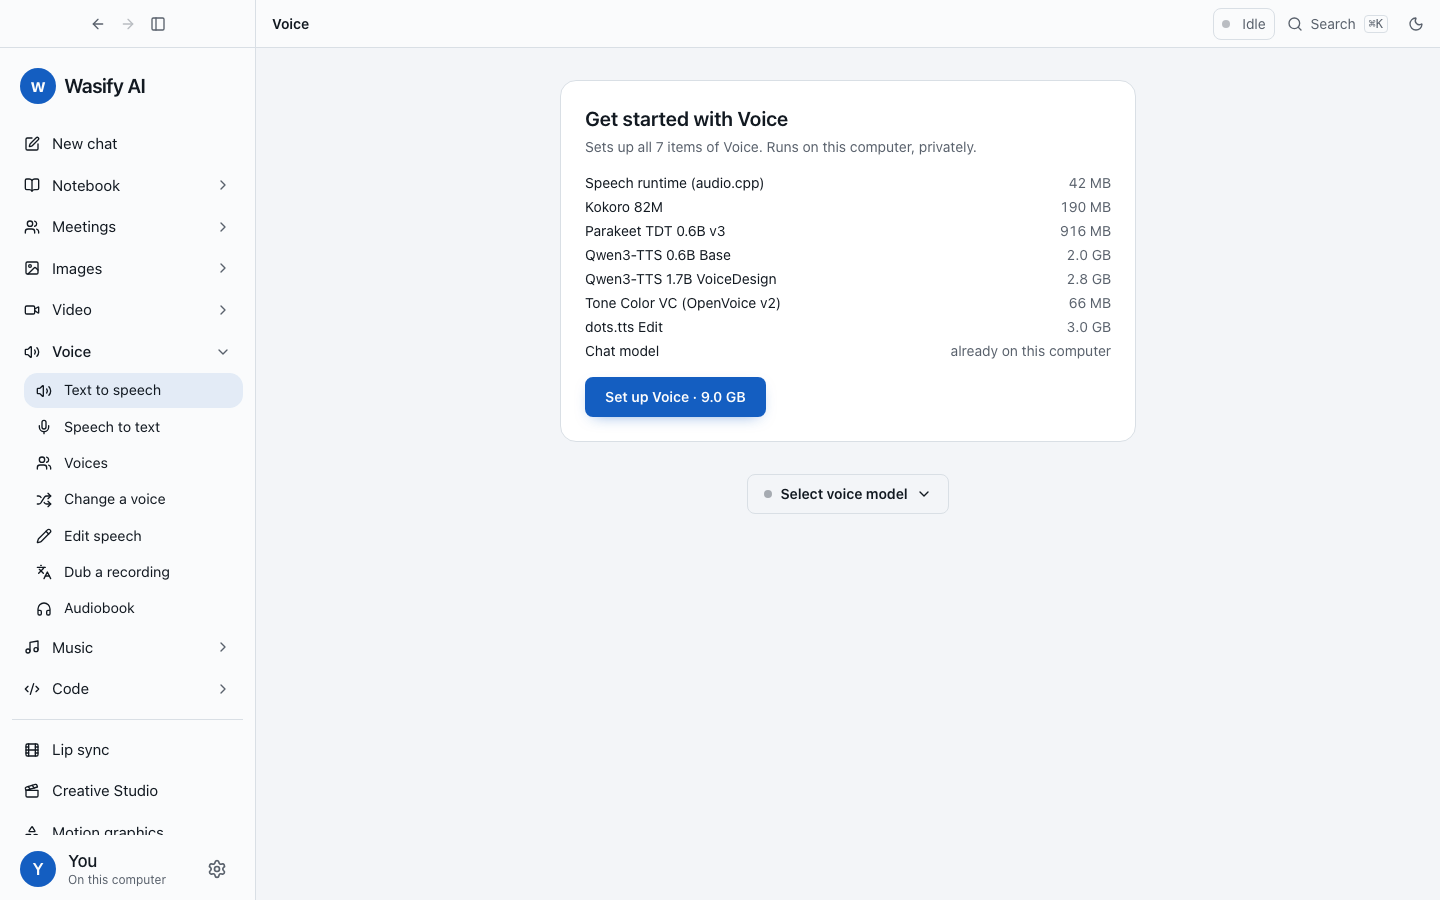 Voice
Idle
Search
⌘K
W
Wasify AI
New chat
Notebook
Meetings
Images
Video
Voice
Text to speech
Speech to text
Voices
Change a voice
Edit speech
Dub a recording
Audiobook
Music
Code
Lip sync
Creative Studio
Motion graphics
Y
You
On this computer
Get started with Voice
Sets up all 7 items of Voice. Runs on this computer, privately.
Speech runtime (audio.cpp) 42 MB
Kokoro 82M 190 MB
Parakeet TDT 0.6B v3 916 MB
Qwen3-TTS 0.6B Base 2.0 GB
Qwen3-TTS 1.7B VoiceDesign 2.8 GB
Tone Color VC (OpenVoice v2) 66 MB
dots.tts Edit 3.0 GB
Chat model already on this computer
Set up Voice · 9.0 GB
Select voice model